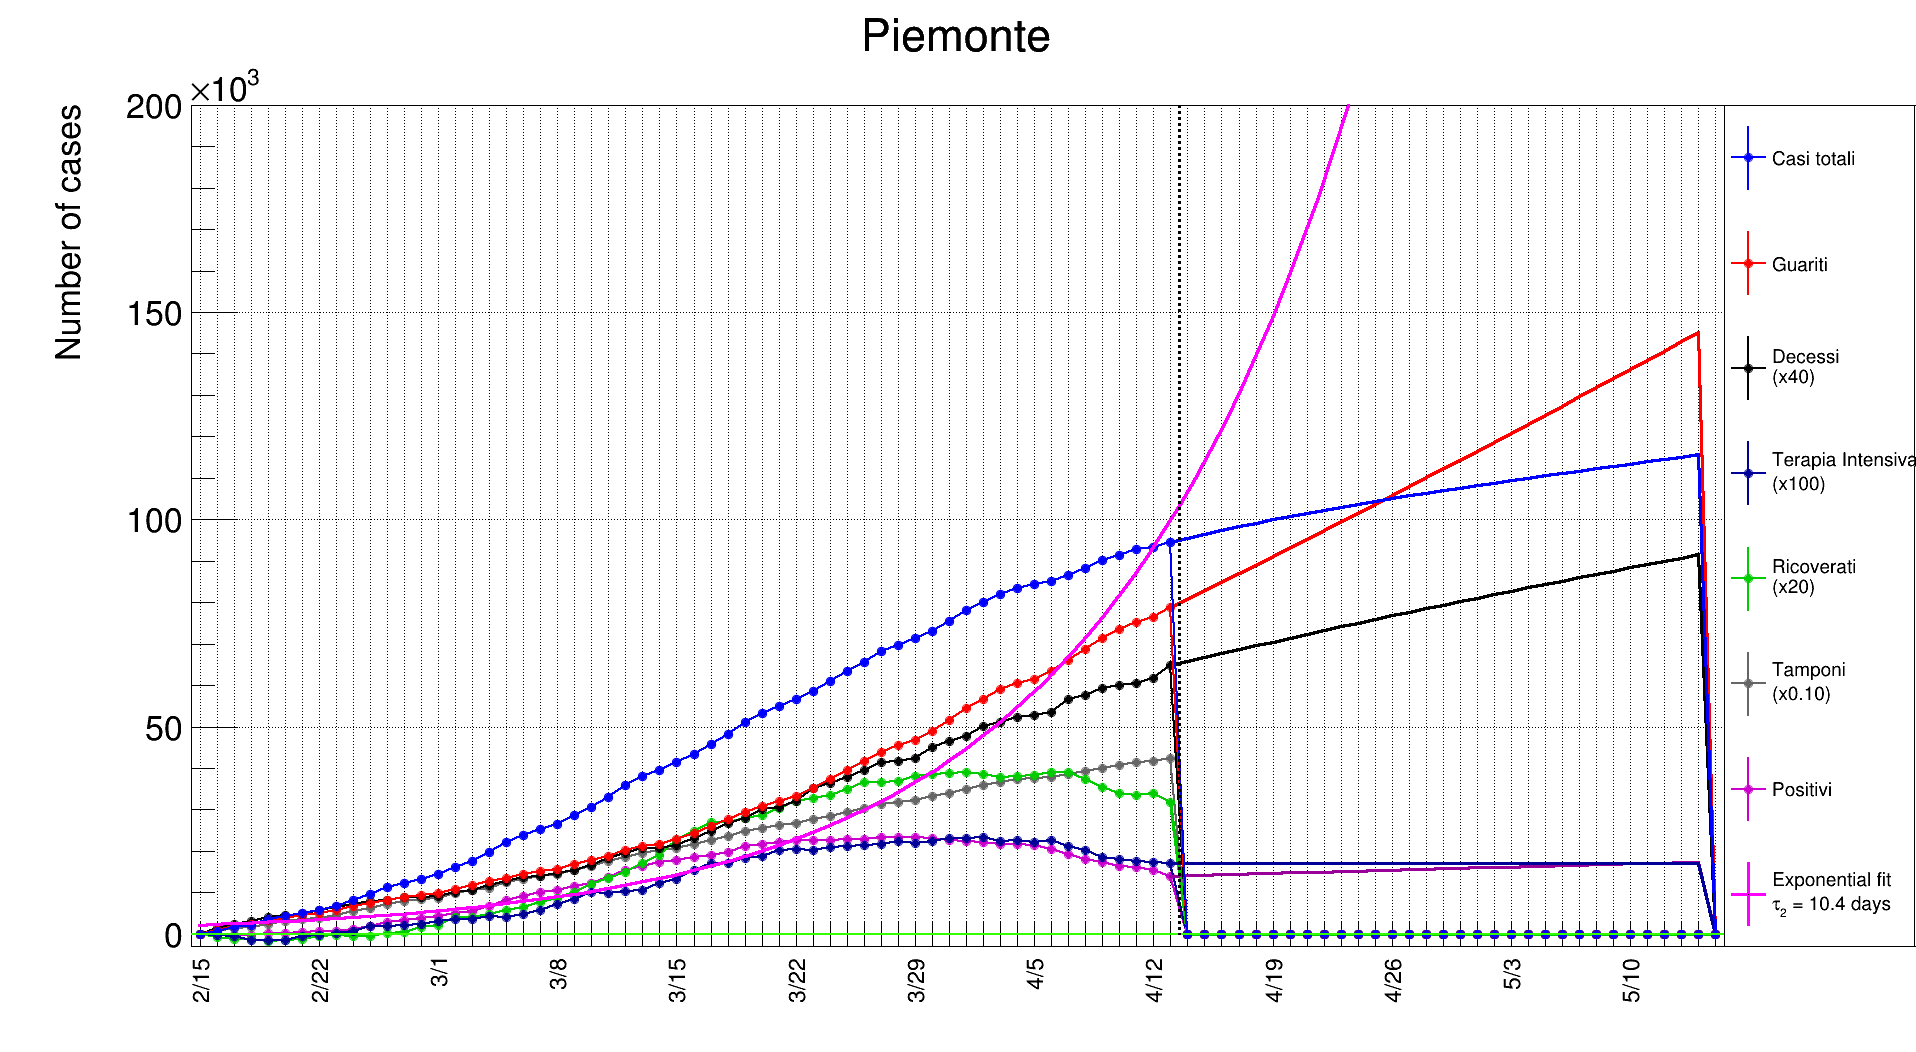 Piemonte
×10³
Number of cases
200
150
100
50
0
2/15
2/22
3/1
3/8
3/15
3/22
3/29
4/5
4/12
4/19
4/26
5/3
5/10
Casi totali
Guariti
Decessi
(x40)
Terapia Intensiva
(x100)
Ricoverati
(x20)
Tamponi
(x0.10)
Positivi
Exponential fit
τ₂ = 10.4 days